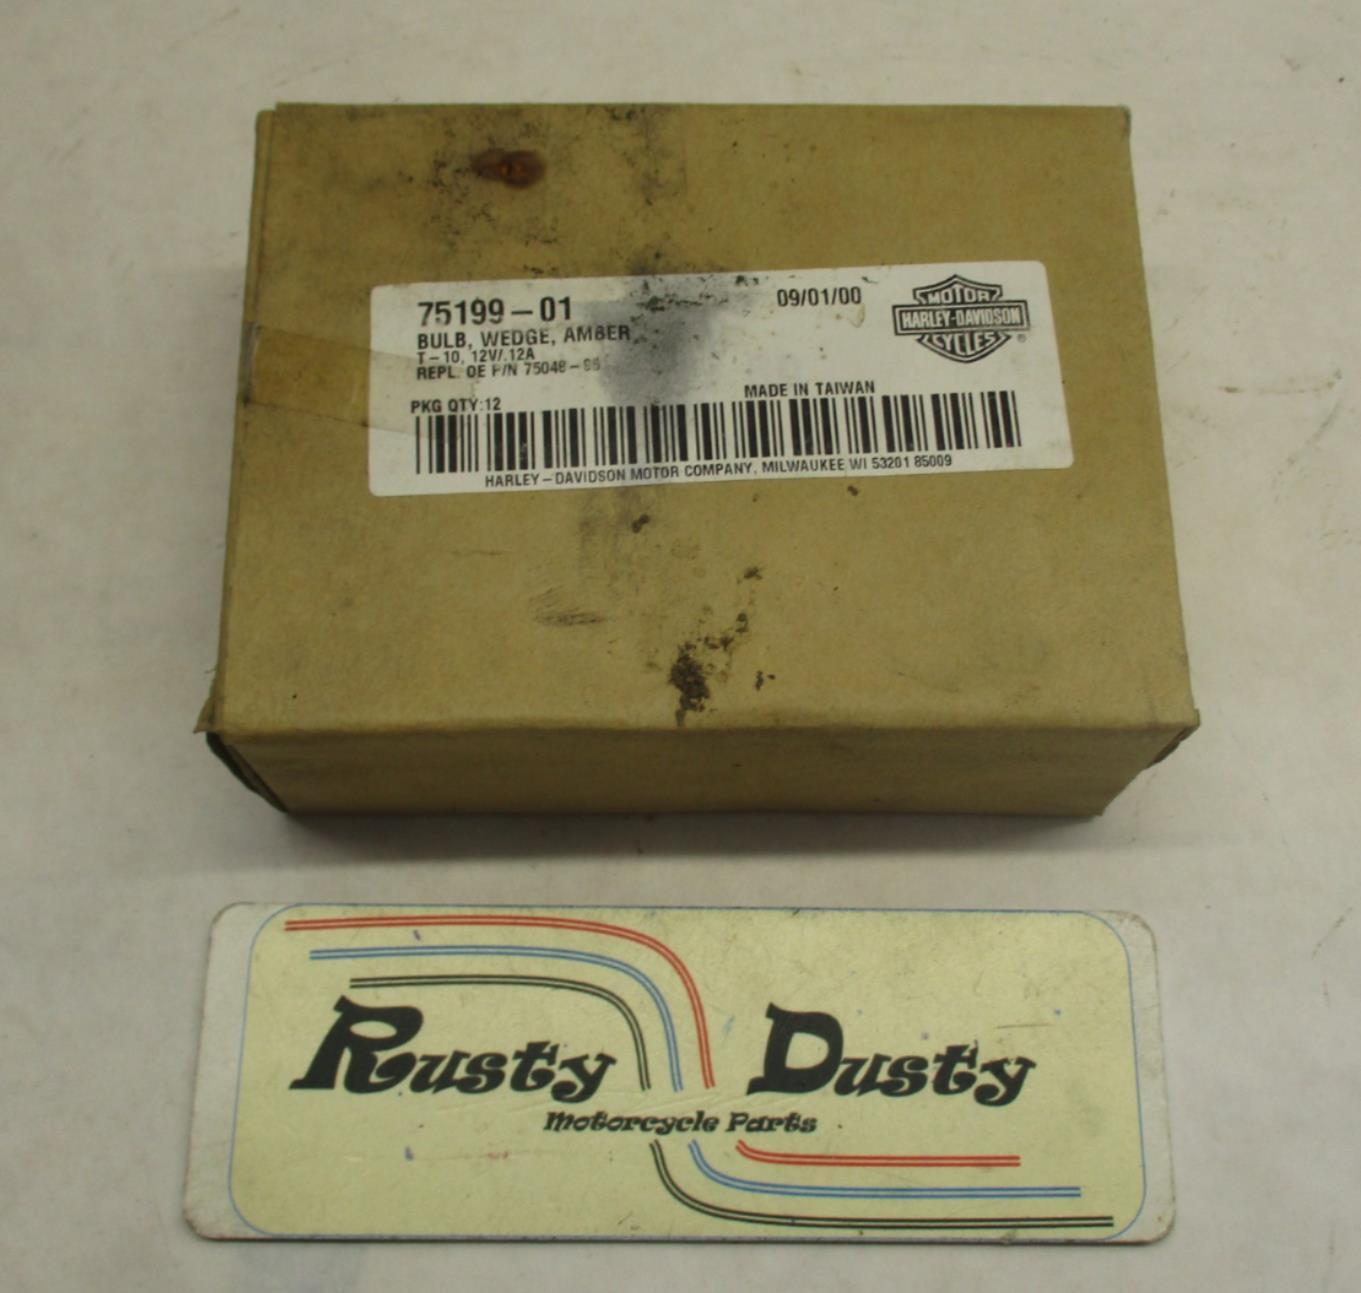 75199-01
09/01/00
BULB, WEDGE, AMBER
T-10, 12V/.12A
REPL. OE P/N
PKG QTY:12
MADE IN TAIWAN
HARLEY-DAVIDSON MOTOR COMPANY, MILWAUKEE WI 53201 85009
MOTOR
HARLEY-DAVIDSON
CYCLES
®
Rusty Dusty
Motorcycle Parts